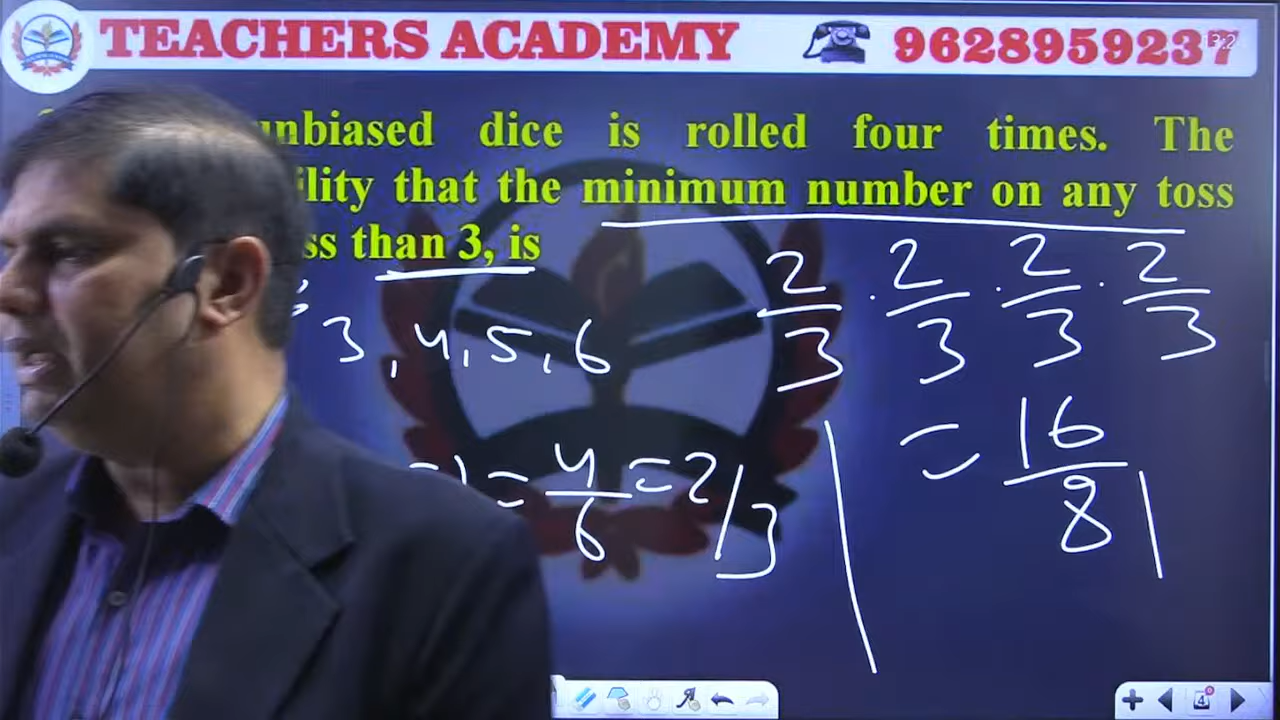 TEACHERS ACADEMY
962895923
unbiased dice is rolled four times. The
ility that the minimum number on any toss
ss than 3, is
3, 4, 5, 6
2/3 · 2/3 · 2/3 · 2/3
= 16/81
= 4/6 = 2/3